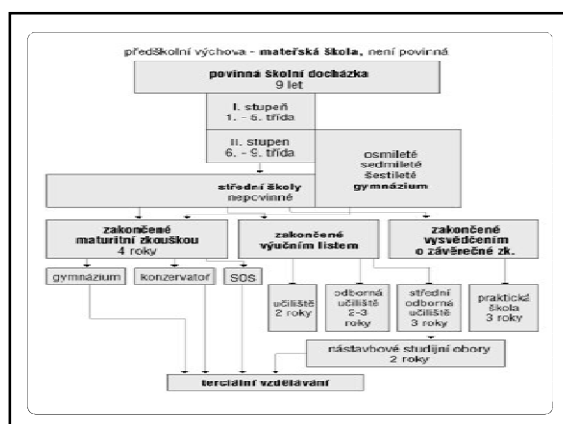 předškolní výchova - mateřská škola, není povinná
povinná školní docházka
9 let
I. stupeň
1. - 5. třída
II. stupen
6. - 9. třída
osmileté
sedmileté
šestileté
gymnázium
střední školy
nepovinné
zakončené
maturitní zkouškou
4 roky
zakončené
výučním listem
zakončené
vysvědčením
o závěrečné zk.
gymnázium
konzervatoř
SOŠ
učiliště
2 roky
odborná
učiliště
2-3
roky
střední
odborná
učiliště
3 roky
praktická
škola
3 roky
nástavbové studijní obory
2 roky
terciální vzdělávání